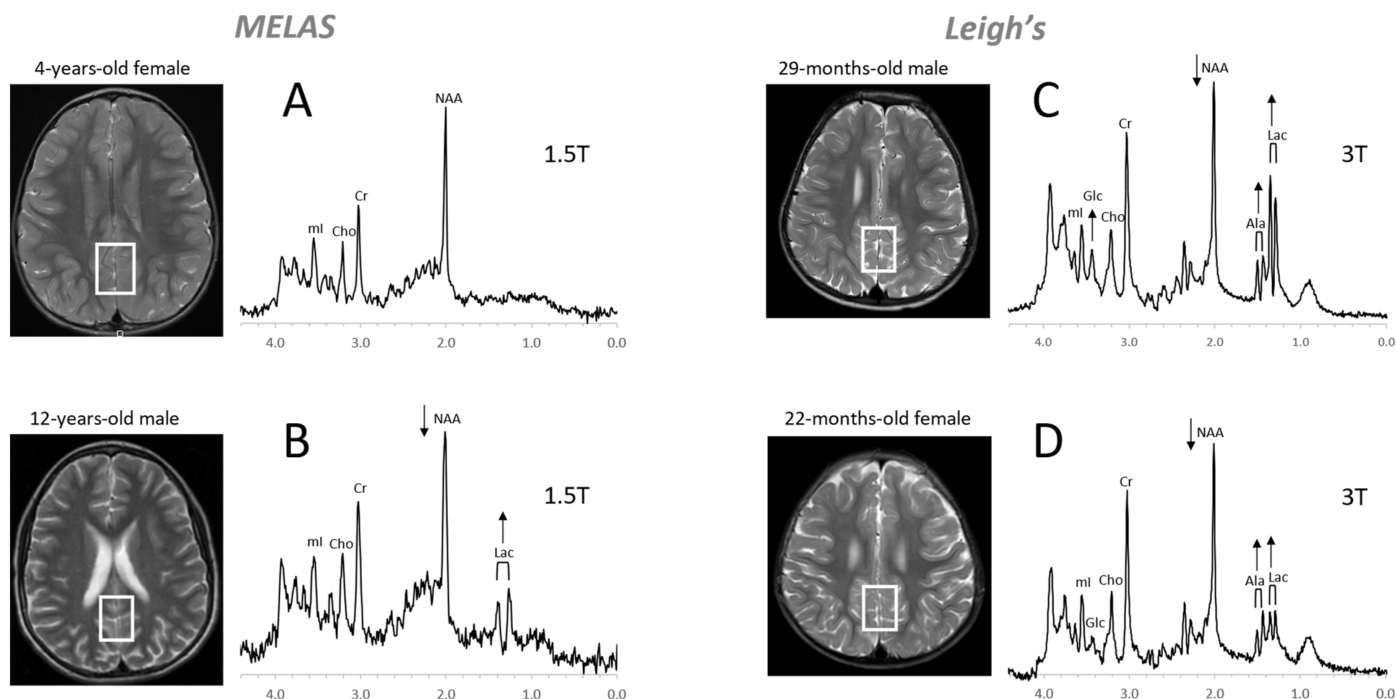 MELAS
Leigh's
4-years-old female
A
NAA
1.5T
Cr
mI
Cho
4.0 3.0 2.0 1.0 0.0
29-months-old male
C
NAA
Cr
Lac
3T
Glc
mI
Cho
Ala
4.0 3.0 2.0 1.0 0.0
12-years-old male
B
NAA
1.5T
Cr
mI
Cho
Lac
4.0 3.0 2.0 1.0 0.0
22-months-old female
D
NAA
Cr
3T
mI
Cho
Glc
Ala
Lac
4.0 3.0 2.0 1.0 0.0